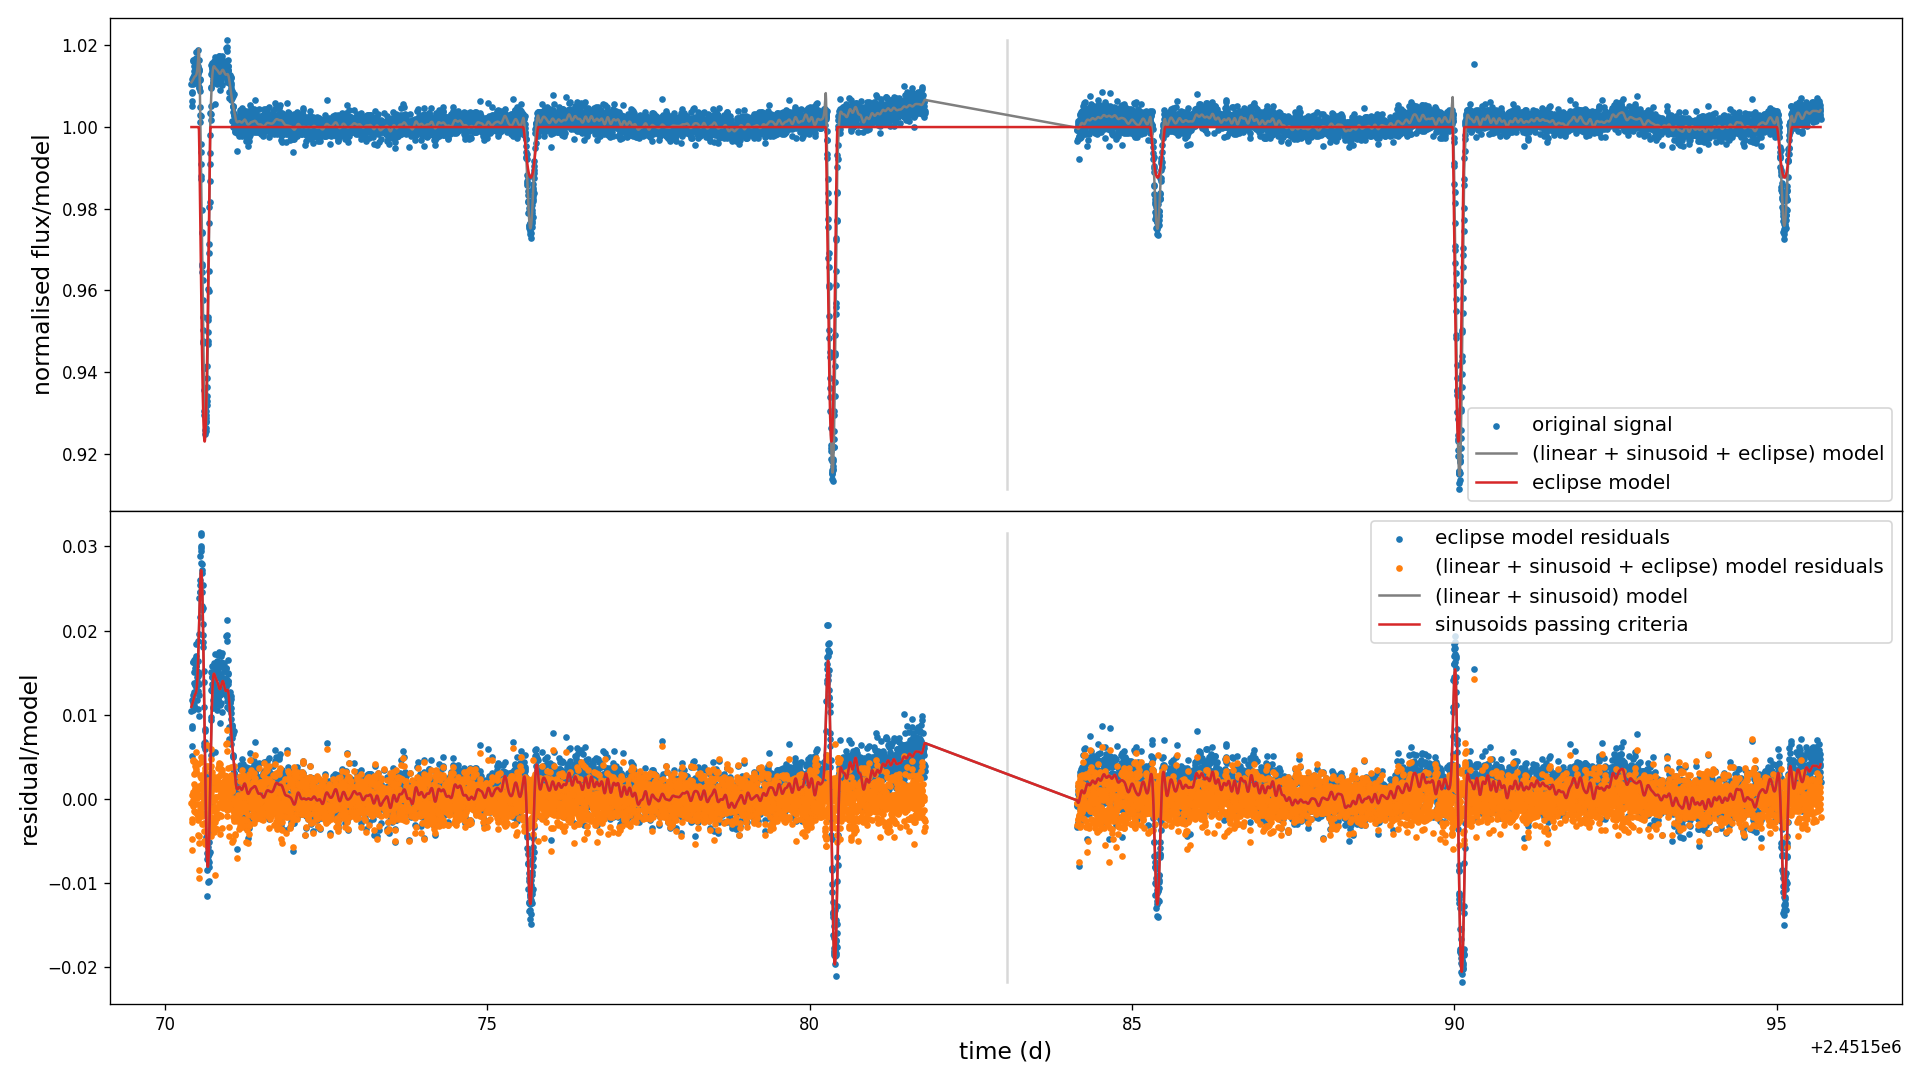 normalised flux/model
1.02
1.00
0.98
0.96
0.94
0.92
original signal
(linear + sinusoid + eclipse) model
eclipse model
residual/model
0.03
0.02
0.01
0.00
−0.01
−0.02
eclipse model residuals
(linear + sinusoid + eclipse) model residuals
(linear + sinusoid) model
sinusoids passing criteria
70 75 80 85 90 95
time (d)
+2.4515e6